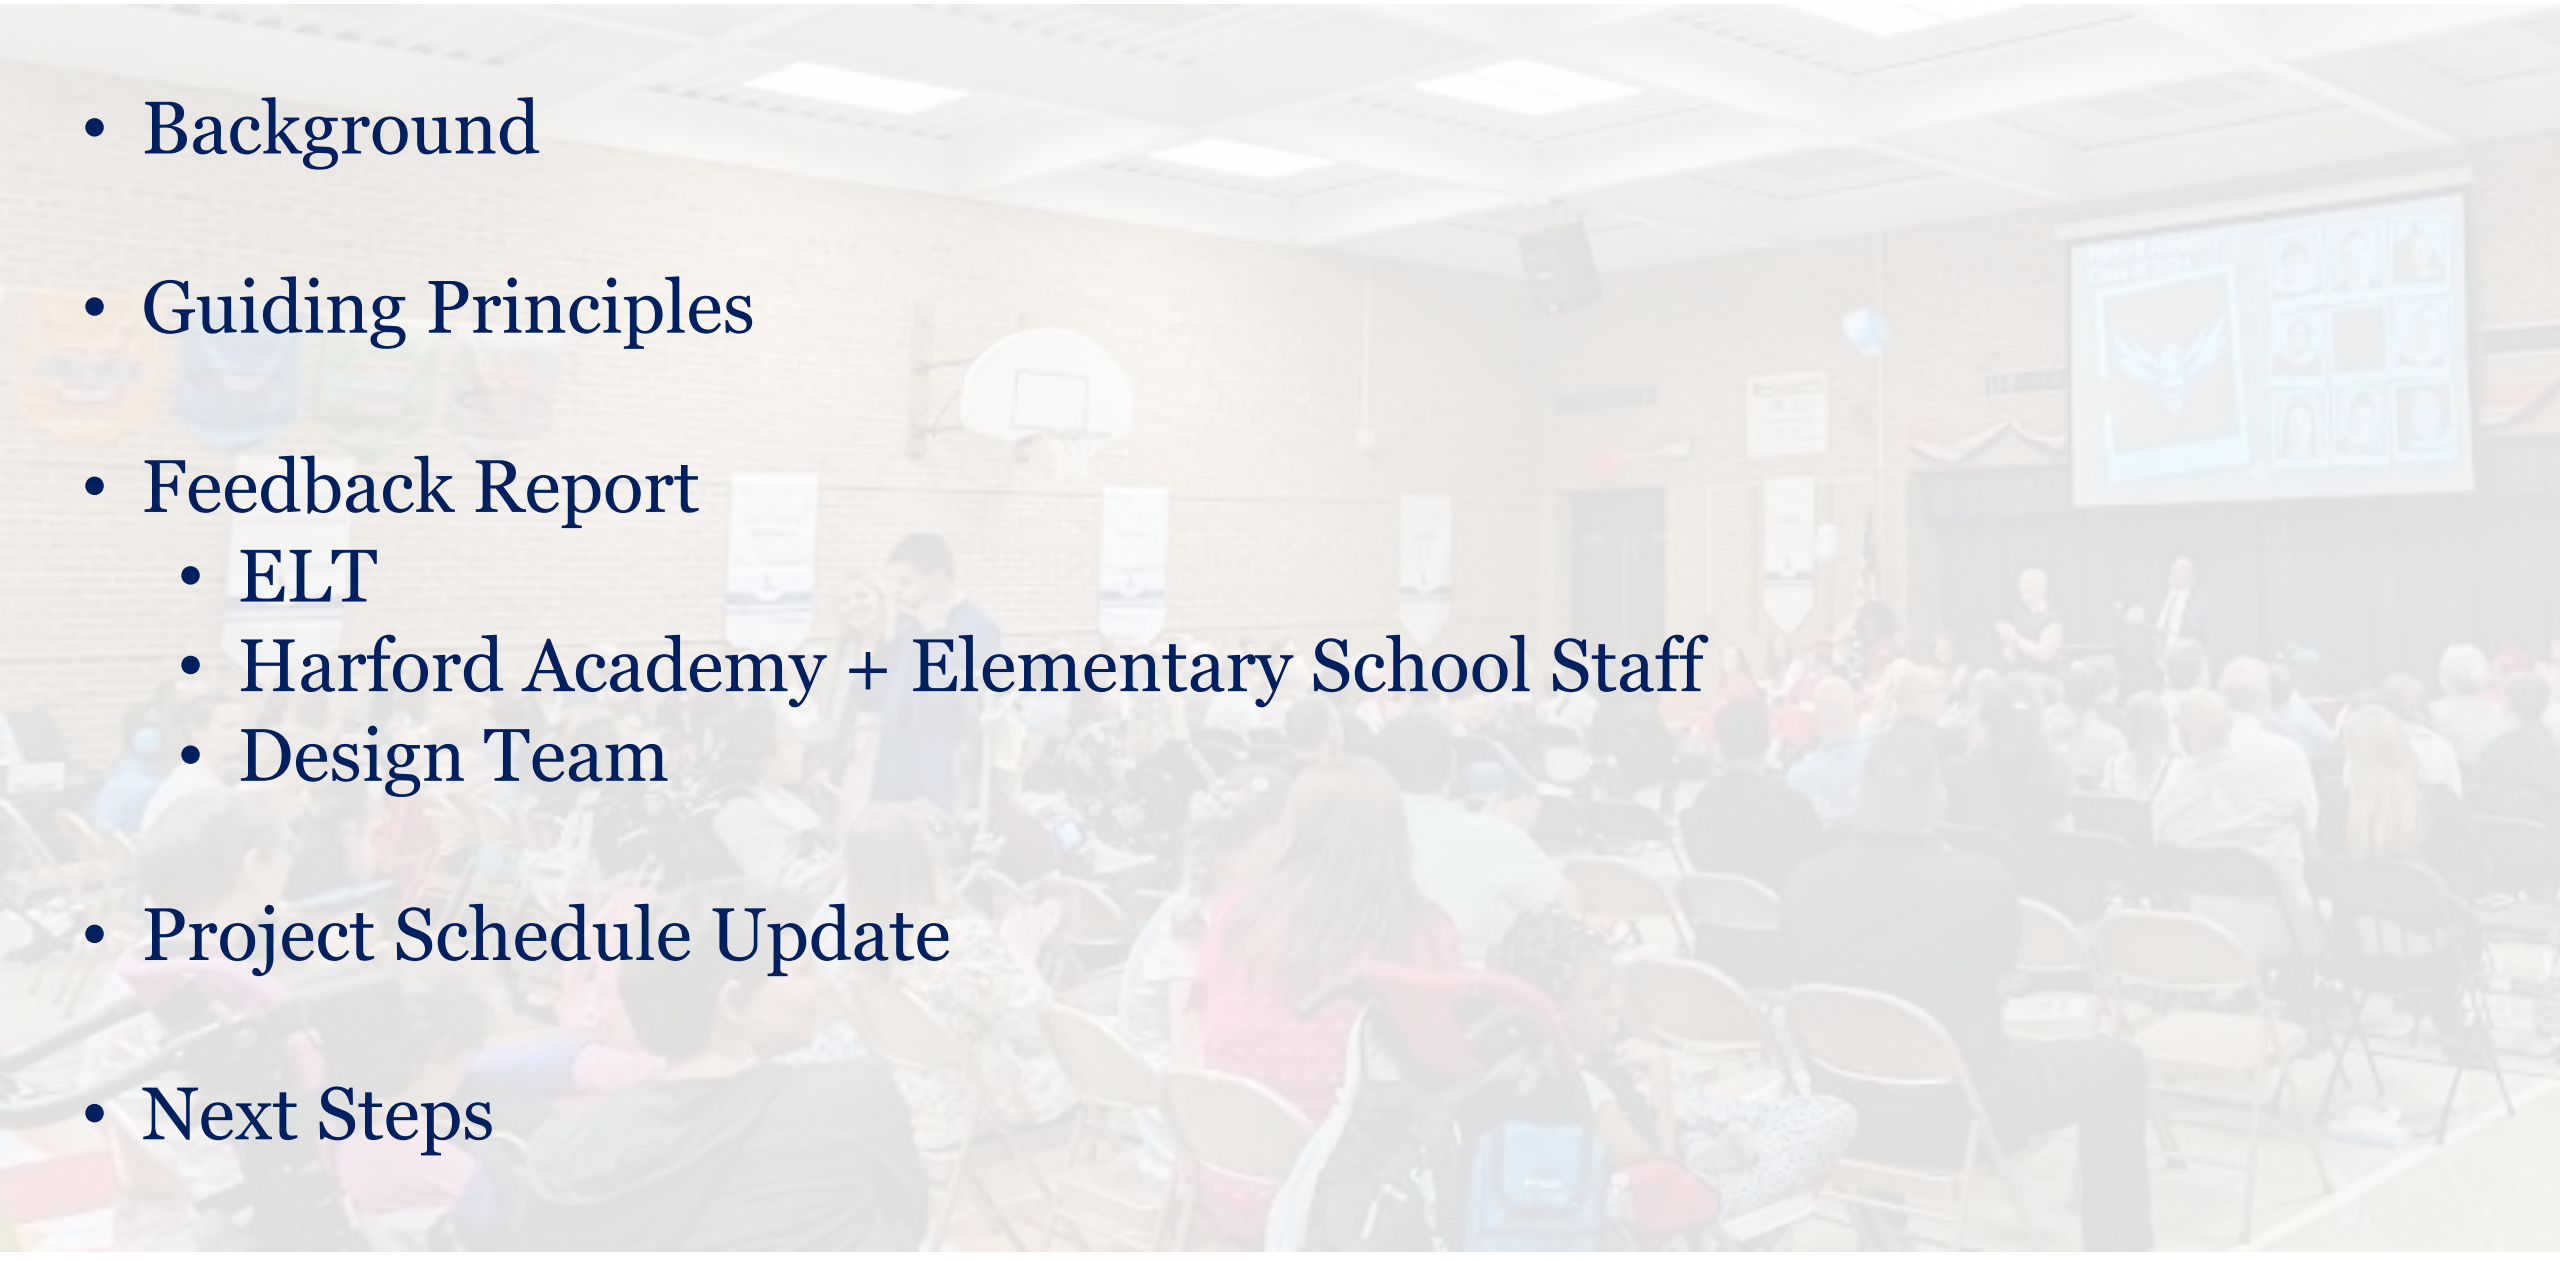 • Background
• Guiding Principles
• Feedback Report
• ELT
• Harford Academy + Elementary School Staff
• Design Team
• Project Schedule Update
• Next Steps